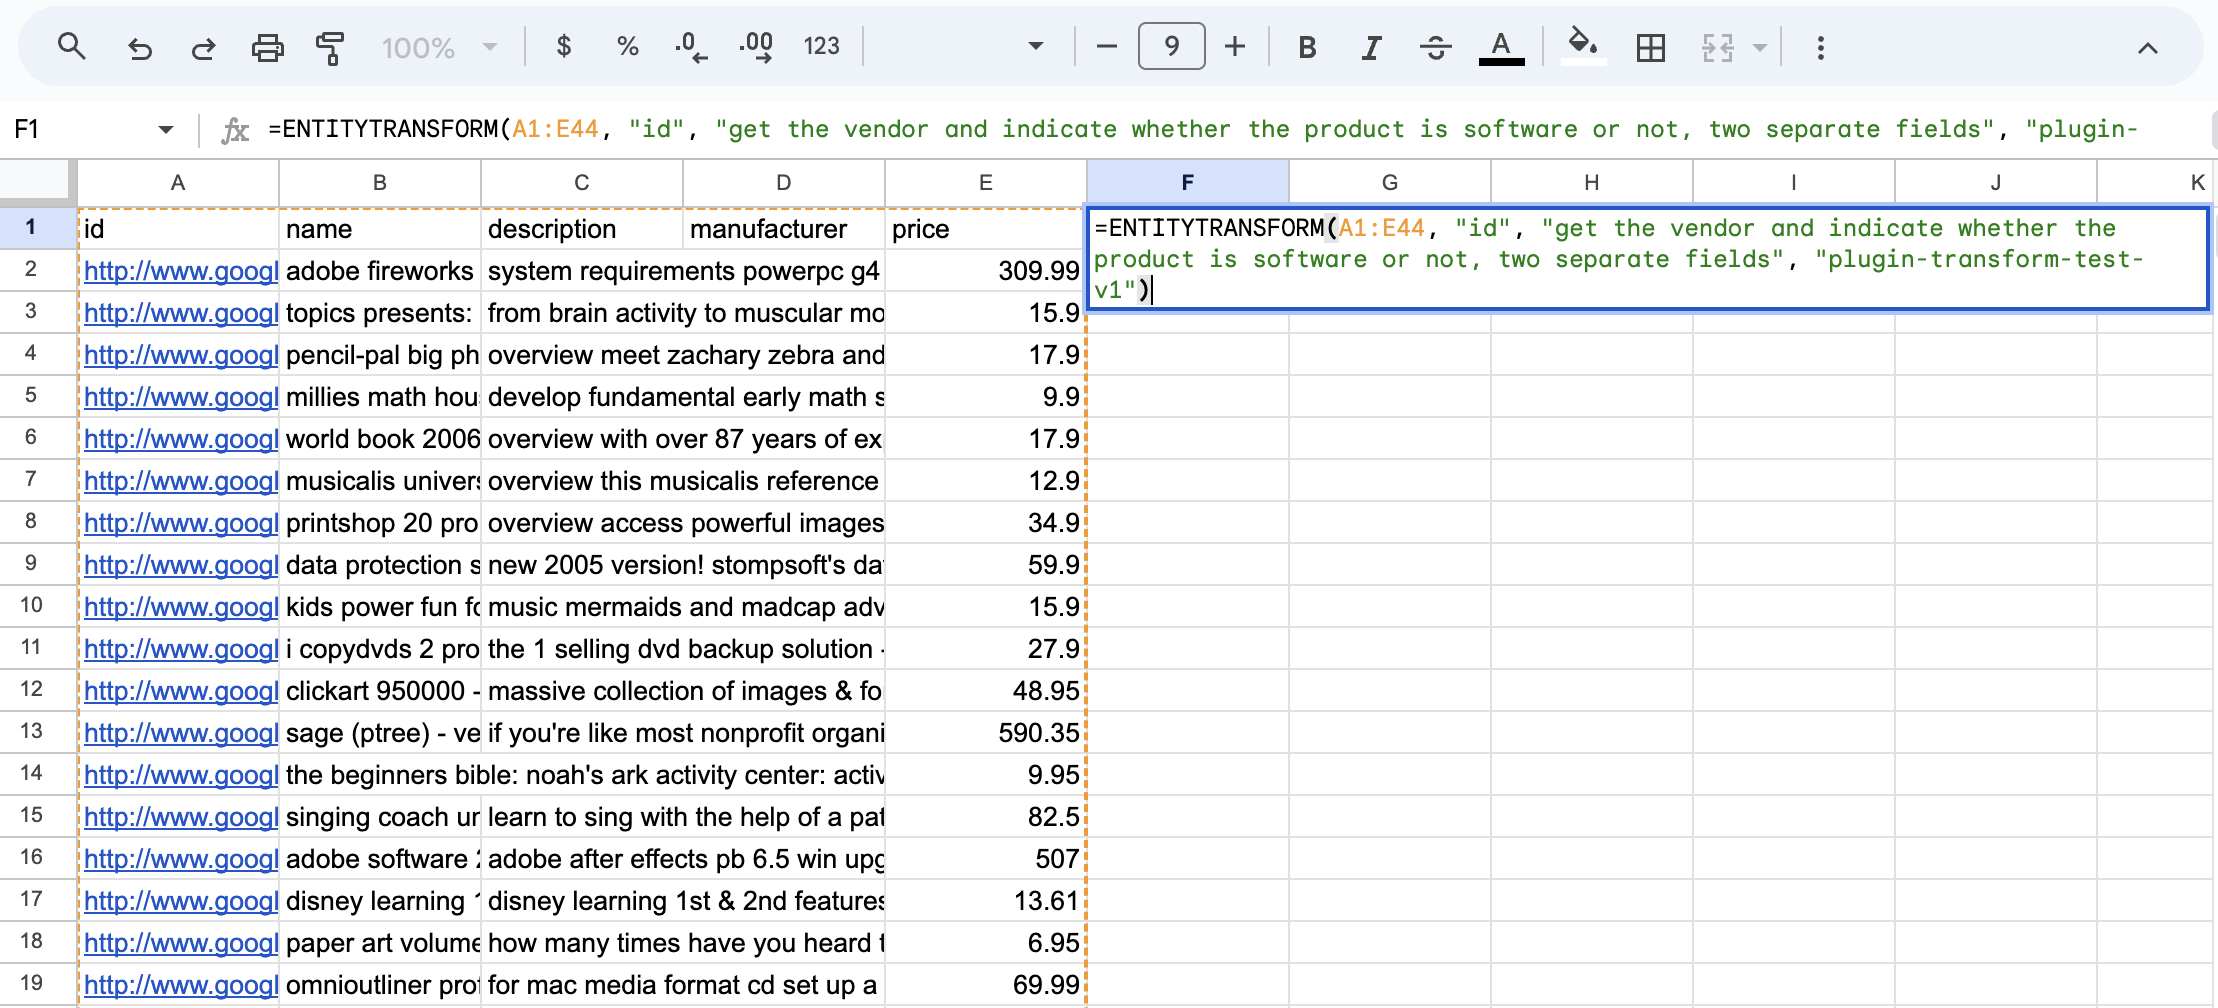 100% $ % .0 .00 123 9 B I A
F1 fx =ENTITYTRANSFORM(A1:E44, "id", "get the vendor and indicate whether the product is software or not, two separate fields", "plugin-
A B C D E F G H I J K
1 id name description manufacturer price =ENTITYTRANSFORM(A1:E44, "id", "get the vendor and indicate whether the
product is software or not, two separate fields", "plugin-transform-test-
v1")
2 http://www.googl adobe fireworks system requirements powerpc g4 309.99
3 http://www.googl topics presents: from brain activity to muscular mo 15.9
4 http://www.googl pencil-pal big ph overview meet zachary zebra and 17.9
5 http://www.googl millies math hou develop fundamental early math s 9.9
6 http://www.googl world book 2006 overview with over 87 years of ex 17.9
7 http://www.googl musicalis univers overview this musicalis reference 12.9
8 http://www.googl printshop 20 pro overview access powerful images 34.9
9 http://www.googl data protection s new 2005 version! stompsoft's da 59.9
10 http://www.googl kids power fun fo music mermaids and madcap adv 15.9
11 http://www.googl i copydvds 2 pro the 1 selling dvd backup solution - 27.9
12 http://www.googl clickart 950000 - massive collection of images & fo 48.95
13 http://www.googl sage (ptree) - ve if you're like most nonprofit organi 590.35
14 http://www.googl the beginners bible: noah's ark activity center: activ 9.95
15 http://www.googl singing coach un learn to sing with the help of a pat 82.5
16 http://www.googl adobe software adobe after effects pb 6.5 win upg 507
17 http://www.googl disney learning disney learning 1st & 2nd features 13.61
18 http://www.googl paper art volume how many times have you heard t 6.95
19 http://www.googl omnioutliner prof for mac media format cd set up a 69.99